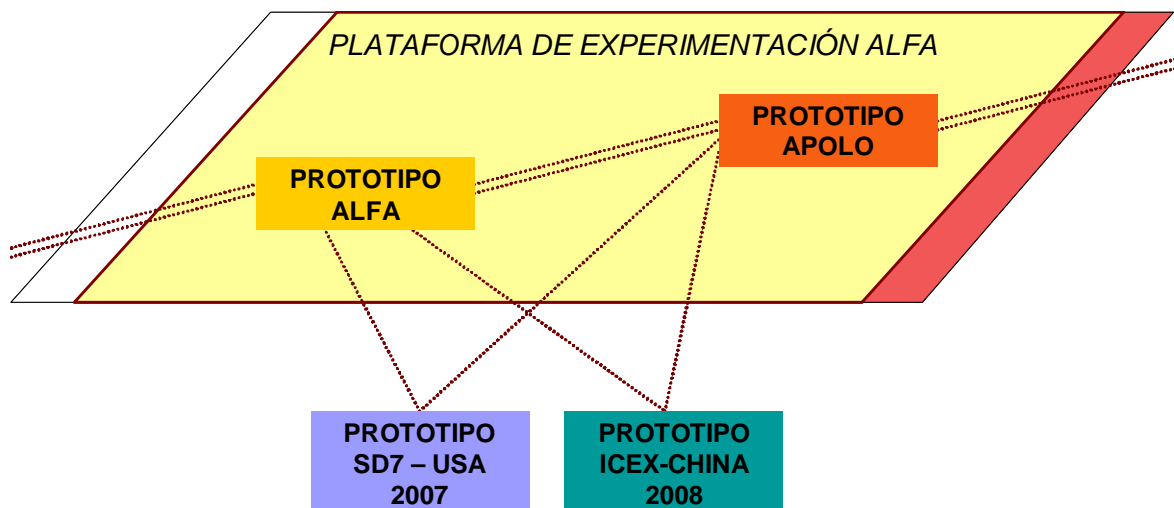 PLATAFORMA DE EXPERIMENTACIÓN ALFA
PROTOTIPO
APOLO
PROTOTIPO
ALFA
PROTOTIPO
SD7 – USA
2007
PROTOTIPO
ICEX-CHINA
2008